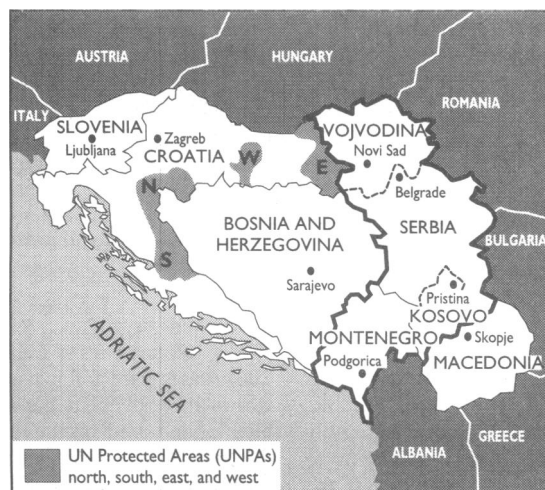 AUSTRIA
HUNGARY
ROMANIA
ITALY
SLOVENIA
Ljubljana
Zagreb
CROATIA
VOJVODINA
Novi Sad
W
E
N
S
Belgrade
BOSNIA AND
HERZEGOVINA
SERBIA
BULGARIA
Sarajevo
Pristina
KOSOVO
MONTENEGRO
Skopje
Podgorica
MACEDONIA
ADRIATIC SEA
ALBANIA
GREECE
UN Protected Areas (UNPAs)
north, south, east, and west